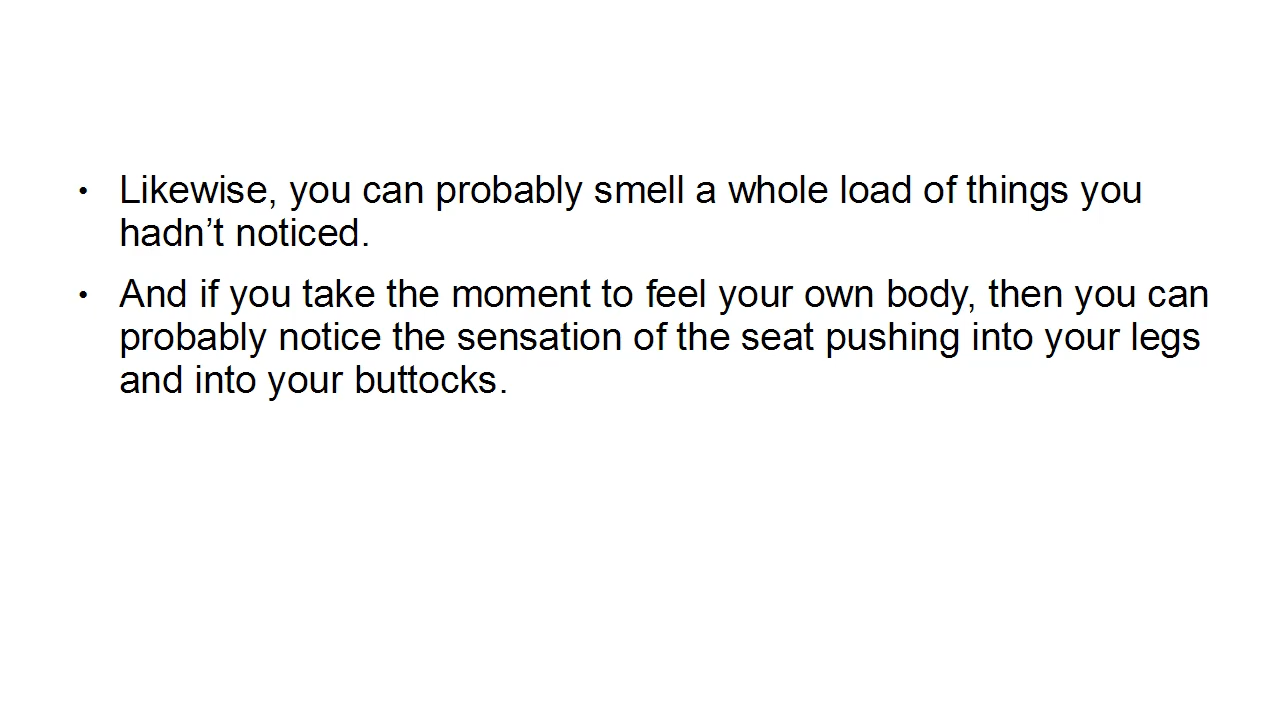 • Likewise, you can probably smell a whole load of things you
hadn’t noticed.
• And if you take the moment to feel your own body, then you can
probably notice the sensation of the seat pushing into your legs
and into your buttocks.